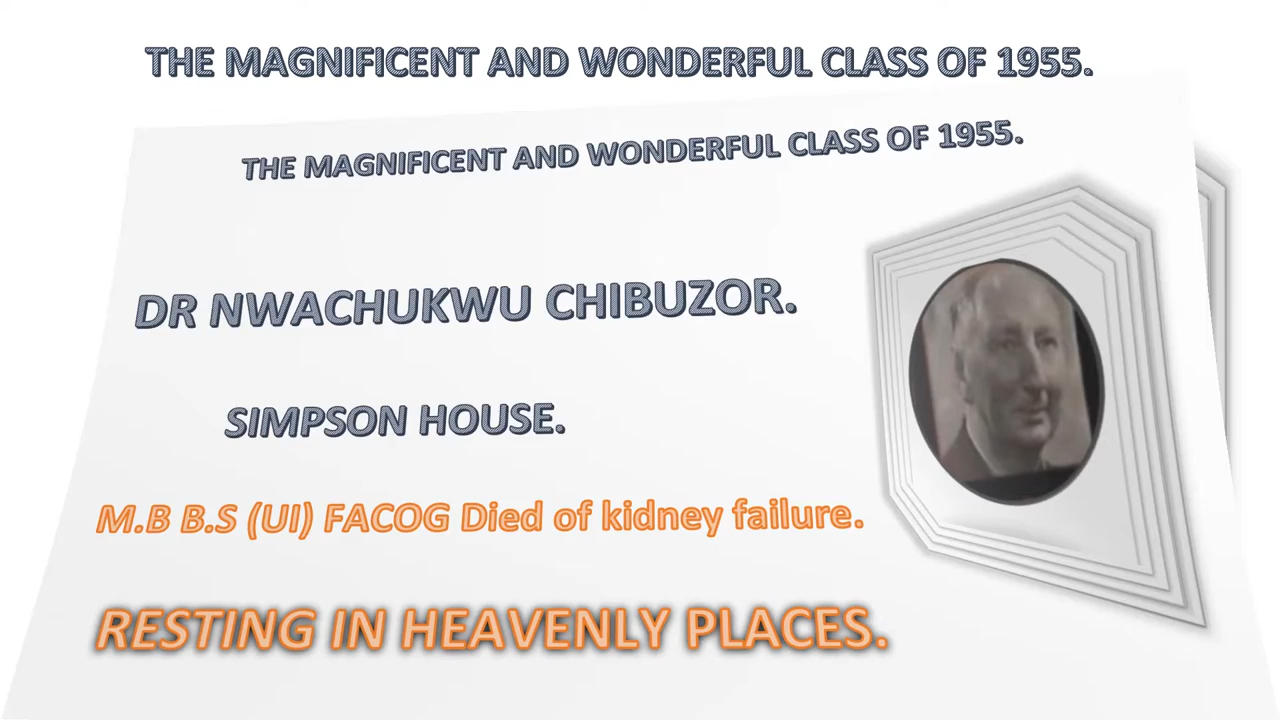 THE MAGNIFICENT AND WONDERFUL CLASS OF 1955.
THE MAGNIFICENT AND WONDERFUL CLASS OF 1955.
DR NWACHUKWU CHIBUZOR.
SIMPSON HOUSE.
M.B B.S (UI) FACOG Died of kidney failure.
RESTING IN HEAVENLY PLACES.